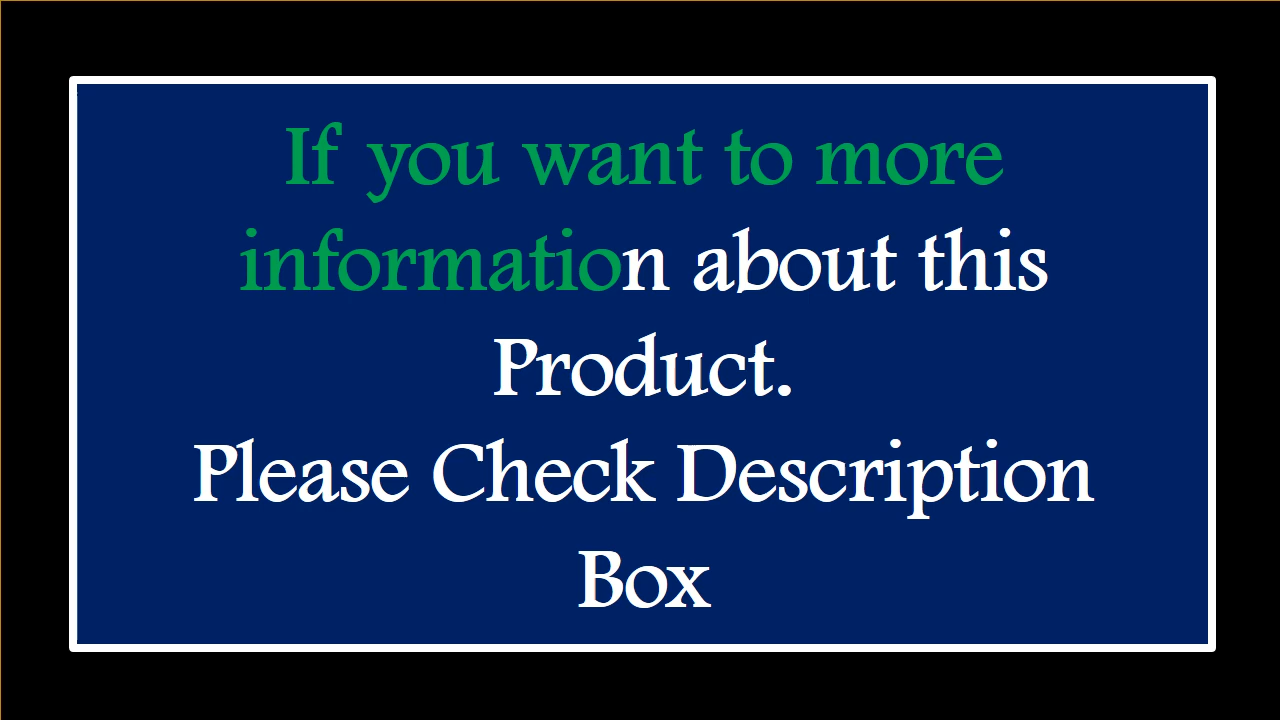 If you want to more
information about this
Product.
Please Check Description
Box